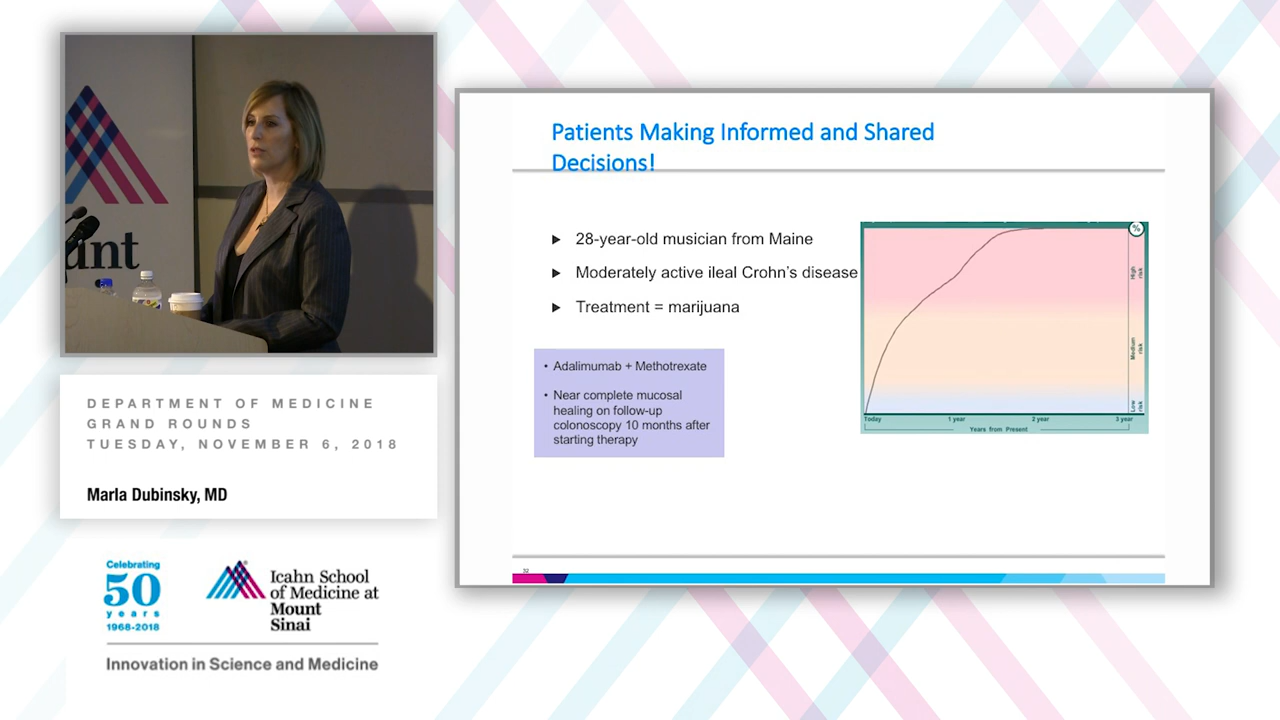 ant
DEPARTMENT OF MEDICINE
GRAND ROUNDS
TUESDAY, NOVEMBER 6, 2018
Marla Dubinsky, MD
Celebrating
50
years
1968-2018
Icahn School
of Medicine at
Mount
Sinai
Innovation in Science and Medicine
Patients Making Informed and Shared
Decisions!
► 28-year-old musician from Maine
► Moderately active ileal Crohn’s disease
► Treatment = marijuana
• Adalimumab + Methotrexate
• Near complete mucosal
healing on follow-up
colonoscopy 10 months after
starting therapy
%
High
risk
Medium
risk
Low
risk
Today 1 year 2 year 3 year
Years from Present
32